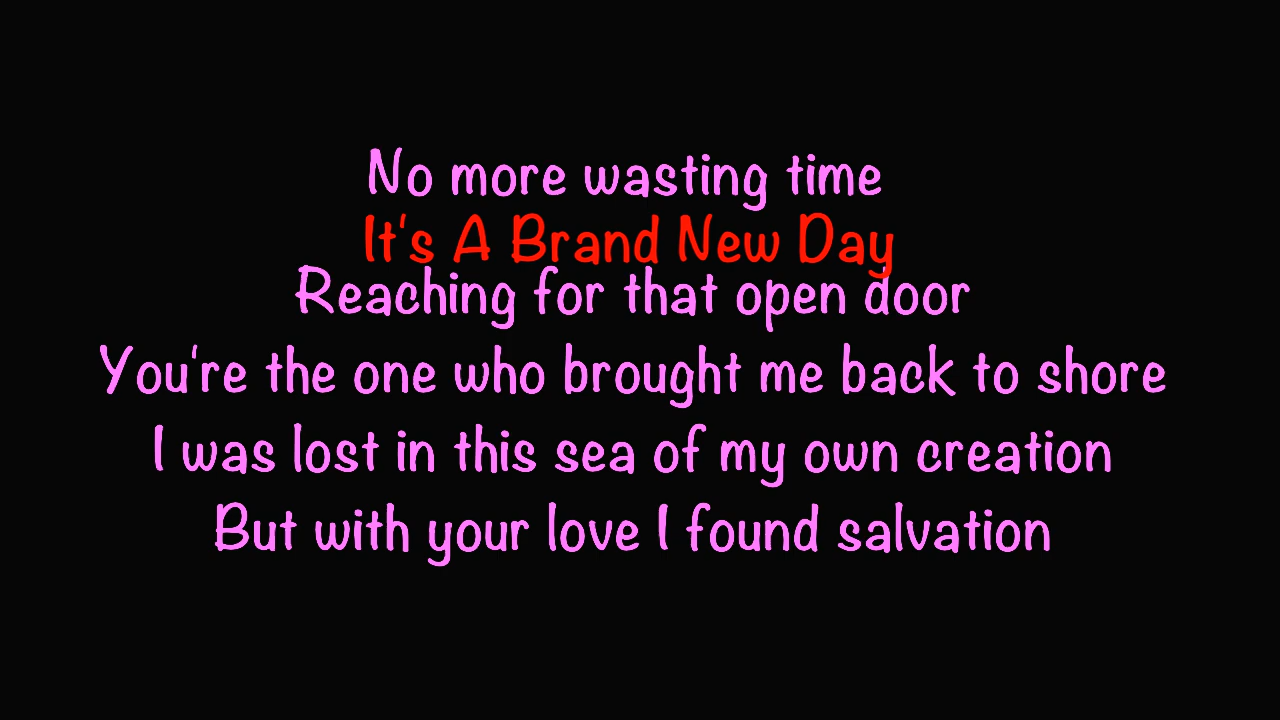 No more wasting time
It's A Brand New Day
Reaching for that open door
You're the one who brought me back to shore
I was lost in this sea of my own creation
But with your love I found salvation